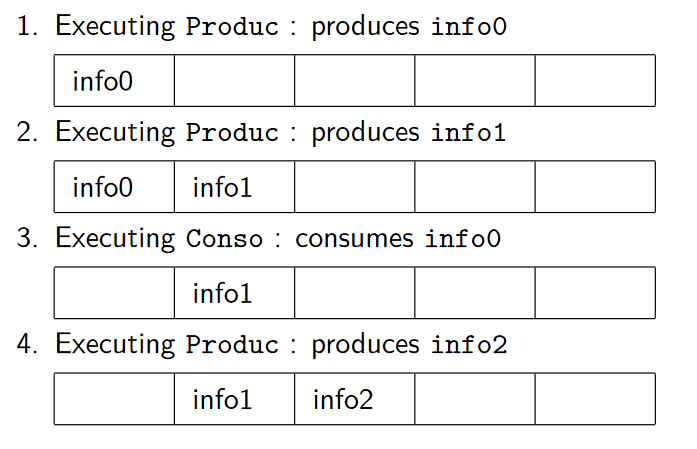 1. Executing Produc : produces info0
info0
2. Executing Produc : produces info1
info0 info1
3. Executing Conso : consumes info0
info1
4. Executing Produc : produces info2
info1 info2